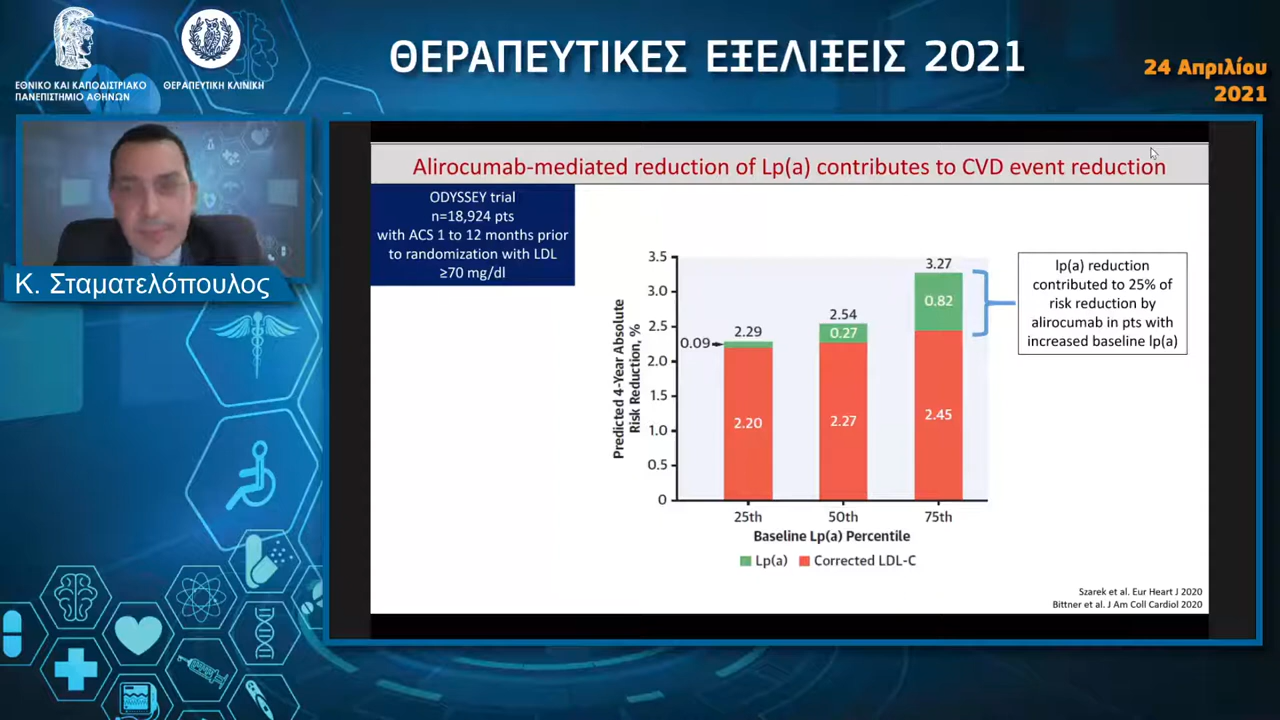 ΕΘΝΙΚΟ ΚΑΙ ΚΑΠΟΔΙΣΤΡΙΑΚΟ
ΠΑΝΕΠΙΣΤΗΜΙΟ ΑΘΗΝΩΝ
ΘΕΡΑΠΕΥΤΙΚΗ ΚΛΙΝΙΚΗ
ΘΕΡΑΠΕΥΤΙΚΕΣ ΕΞΕΛΙΞΕΙΣ 2021
24 Απριλίου
2021
Κ. Σταματελόπουλος
Alirocumab-mediated reduction of Lp(a) contributes to CVD event reduction
ODYSSEY trial
n=18,924 pts
with ACS 1 to 12 months prior
to randomization with LDL
≥70 mg/dl
Predicted 4-Year Absolute
Risk Reduction, %
3.5
3.0
2.5
2.0
1.5
1.0
0.5
0
2.29
0.09
2.20
2.54
0.27
2.27
3.27
0.82
2.45
25th
50th
75th
Baseline Lp(a) Percentile
Lp(a)
Corrected LDL-C
lp(a) reduction
contributed to 25% of
risk reduction by
alirocumab in pts with
increased baseline lp(a)
Szarek et al. Eur Heart J 2020
Bittner et al. J Am Coll Cardiol 2020